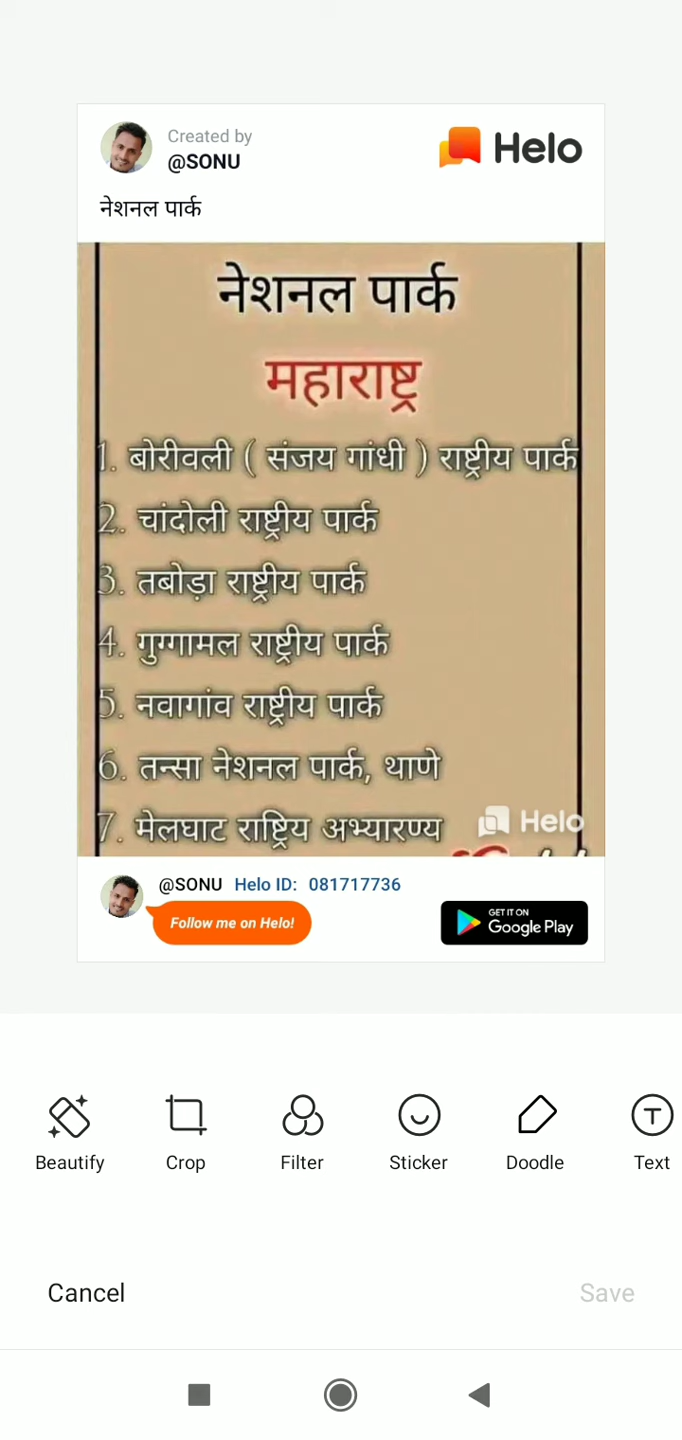 Created by
@SONU
Helo
नेशनल पार्क
नेशनल पार्क
महाराष्ट्र
1. बोरीवली ( संजय गांधी ) राष्ट्रीय पार्क
2. चांदोली राष्ट्रीय पार्क
3. तबोड़ा राष्ट्रीय पार्क
4. गुग्गामल राष्ट्रीय पार्क
5. नवागांव राष्ट्रीय पार्क
6. तन्सा नेशनल पार्क, थाणे
7. मेलघाट राष्ट्रिय अभ्यारण्य
Helo
@SONU Helo ID: 081717736
Follow me on Helo!
GET IT ON
Google Play
Beautify Crop Filter Sticker Doodle Text
Cancel Save